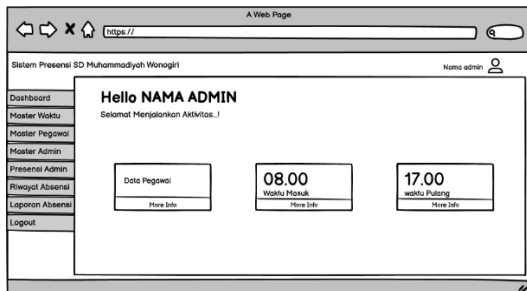 A Web Page
https://
Sistem Presensi SD Muhammadiyah Wonogiri
Nama admin
Dashboard
Master Waktu
Master Pegawai
Master Admin
Presensi Admin
Riwayat Absensi
Laporan Absensi
Logout
Hello NAMA ADMIN
Selamat Menjalankan Aktivitas..!
Data Pegawai
More Info
08.00
Waktu Masuk
More Info
17.00
waktu Pulang
More Info